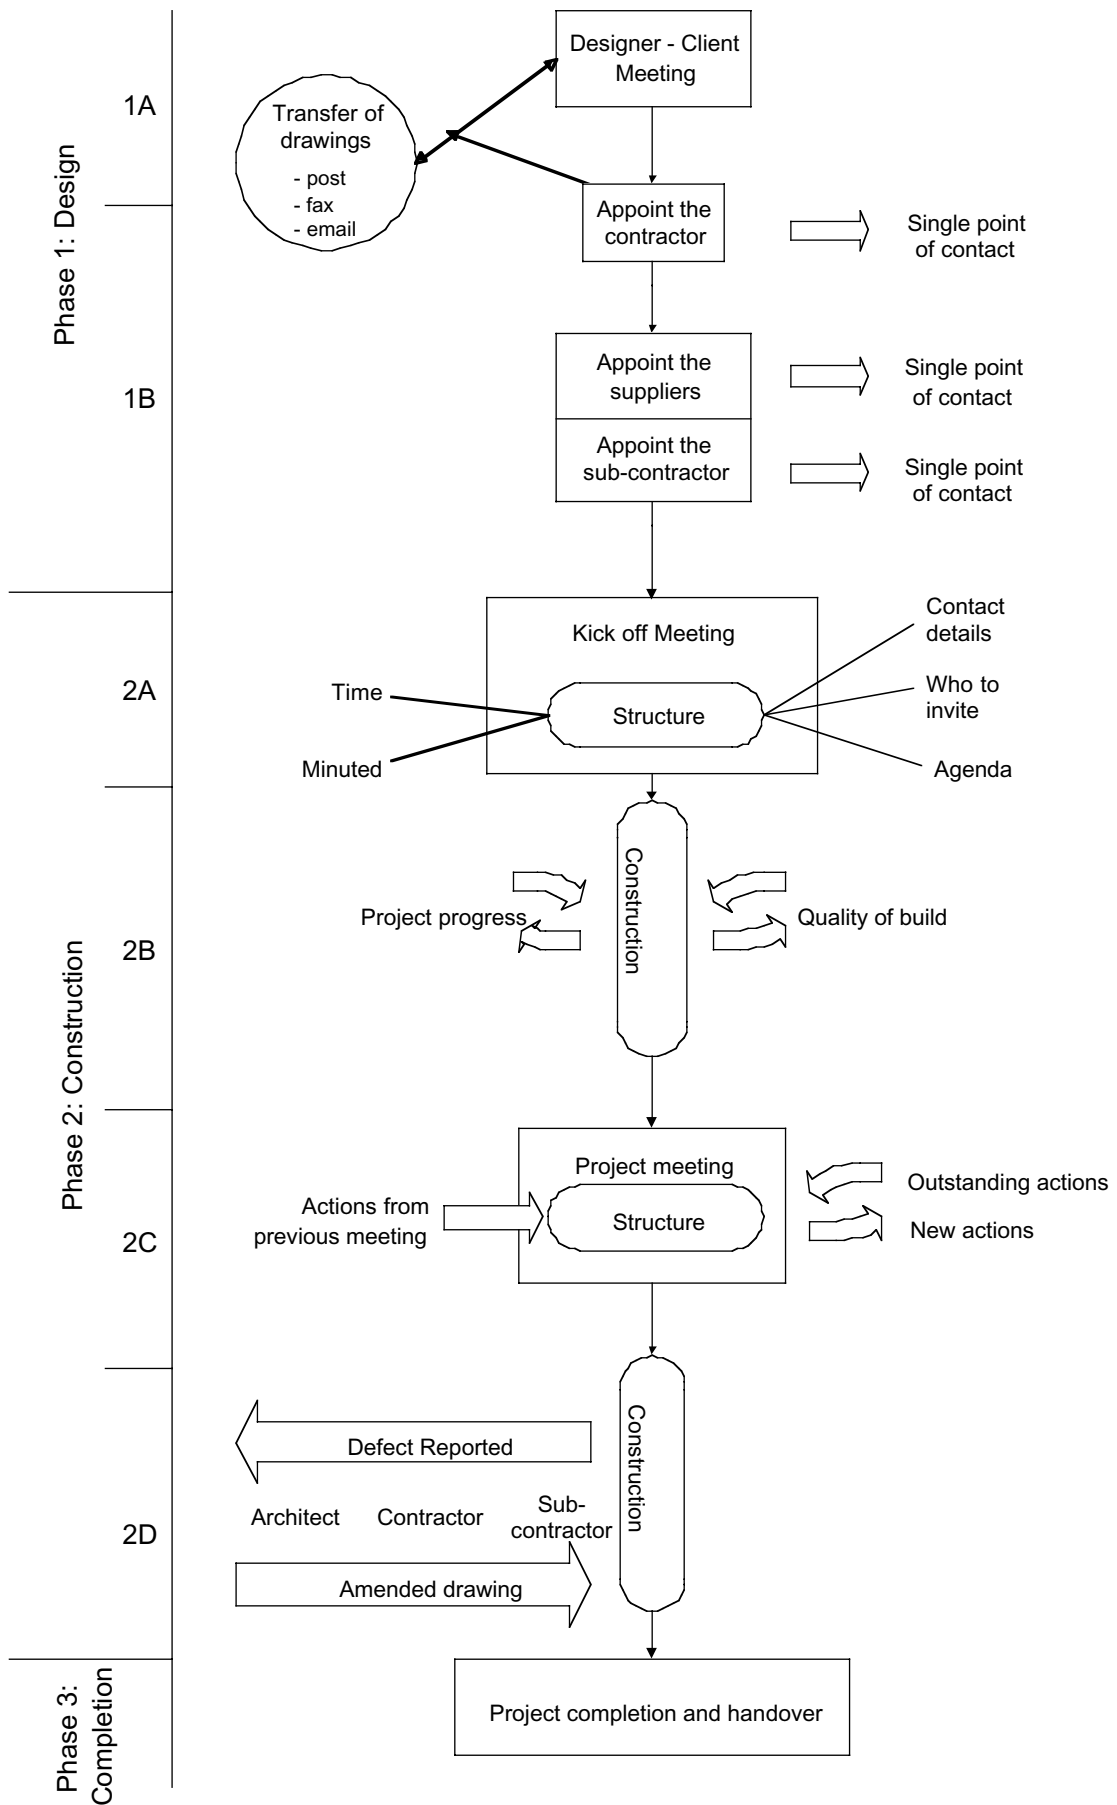 Designer - Client
Meeting
1A
Transfer of
drawings
- post
- fax
- email
Phase 1: Design
Appoint the
contractor
Single point
of contact
1B
Appoint the
suppliers
Single point
of contact
Appoint the
sub-contractor
Single point
of contact
2A
Kick off Meeting
Structure
Time
Minuted
Contact
details
Who to
invite
Agenda
Phase 2: Construction
2B
Construction
Project progress
Quality of build
2C
Project meeting
Structure
Actions from
previous meeting
Outstanding actions
New actions
2D
Defect Reported
Architect
Contractor
Sub-
contractor
Amended drawing
Construction
Phase 3:
Completion
Project completion and handover